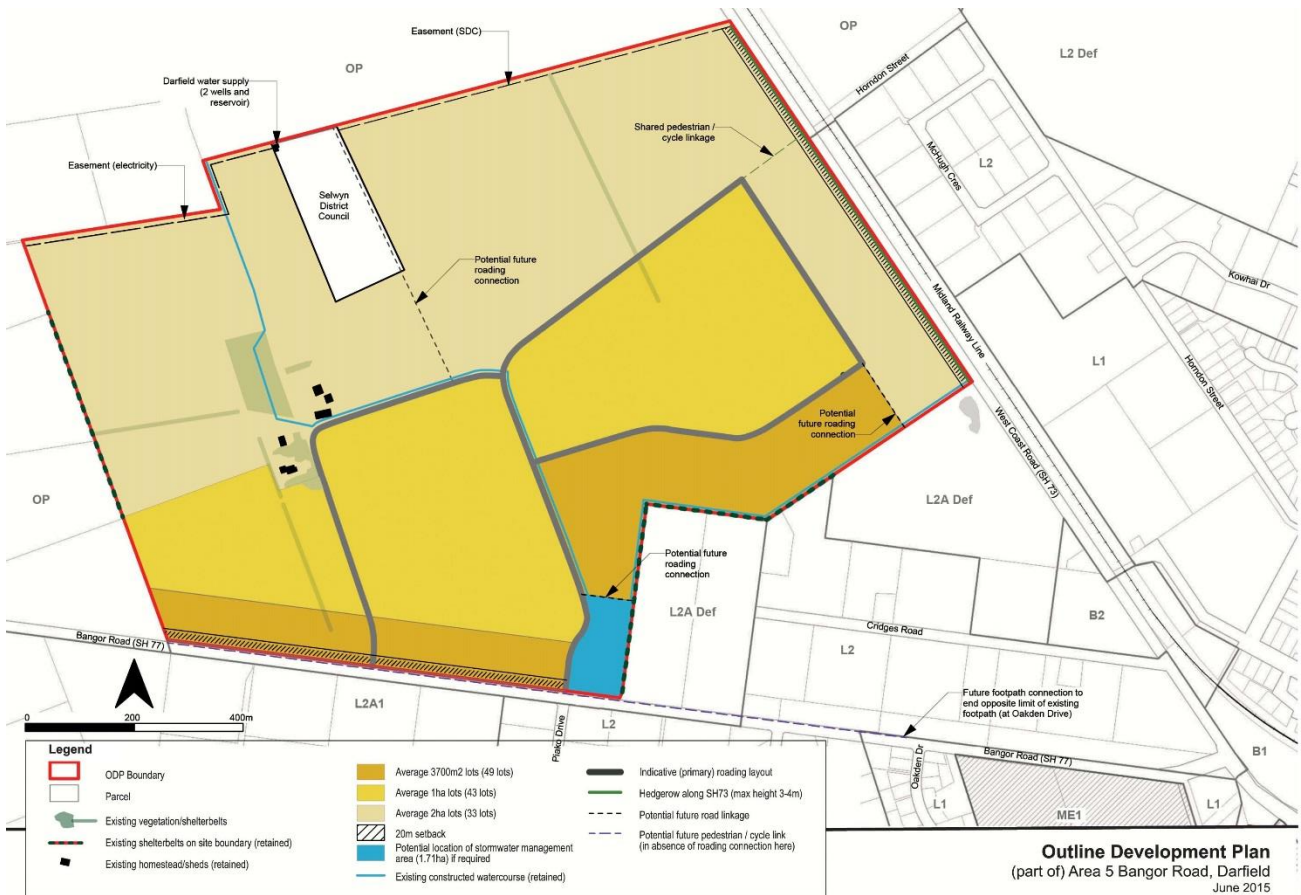 OP
Easement (SDC)
OP
L2 Def
Horndon Street
Darfield water supply
(2 wells and
reservoir)
Shared pedestrian /
cycle linkage
Easement (electricity)
McHugh Cres
L2
Selwyn
District
Council
Potential future
roading
connection
Kowhai Dr
Midland Railway Line
L1
Horndon Street
Potential
future roading
connection
West Coast Road (SH 73)
OP
L2A Def
Potential future
roading
connection
L2A Def
B2
Cridges Road
L2
Bangor Road (SH 77)
Future footpath connection to
end opposite limit of existing
footpath (at Oakden Drive)
L2A1
L2
Piako Drive
0 200 400m
Bangor Road (SH 77)
B1
Oakden Dr
L1
ME1
L1
Legend
ODP Boundary
Parcel
Existing vegetation/shelterbelts
Existing shelterbelts on site boundary (retained)
Existing homestead/sheds (retained)
Average 3700m2 lots (49 lots)
Average 1ha lots (43 lots)
Average 2ha lots (33 lots)
20m setback
Potential location of stormwater management
area (1.71ha) if required
Existing constructed watercourse (retained)
Indicative (primary) roading layout
Hedgerow along SH73 (max height 3-4m)
Potential future road linkage
Potential future pedestrian / cycle link
(in absence of roading connection here)
Outline Development Plan
(part of) Area 5 Bangor Road, Darfield
June 2015